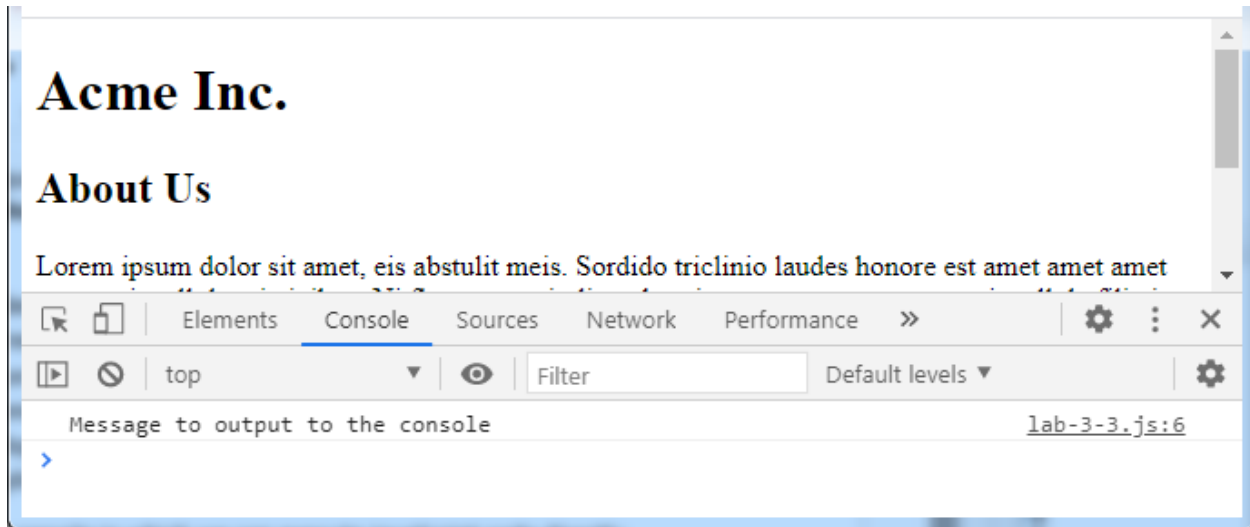 Acme Inc.
About Us
Lorem ipsum dolor sit amet, eis abstulit meis. Sordido triclinio laudes honore est amet amet amet
Elements Console Sources Network Performance »
top Filter Default levels
Message to output to the console lab-3-3.js:6
>